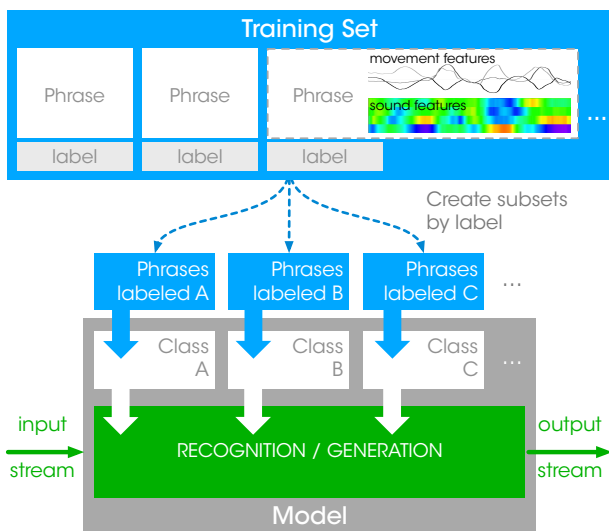 Training Set
Phrase
Phrase
Phrase
movement features
sound features
...
label
label
label
Create subsets
by label
Phrases
labeled A
Phrases
labeled B
Phrases
labeled C
...
Class
A
Class
B
Class
C
...
input
stream
RECOGNITION / GENERATION
output
stream
Model